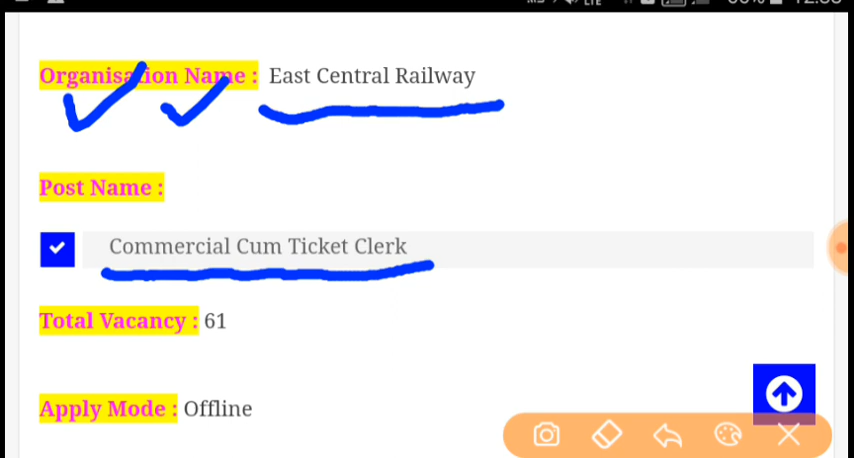 Organisation Name : East Central Railway
Post Name :
Commercial Cum Ticket Clerk
Total Vacancy : 61
Apply Mode : Offline